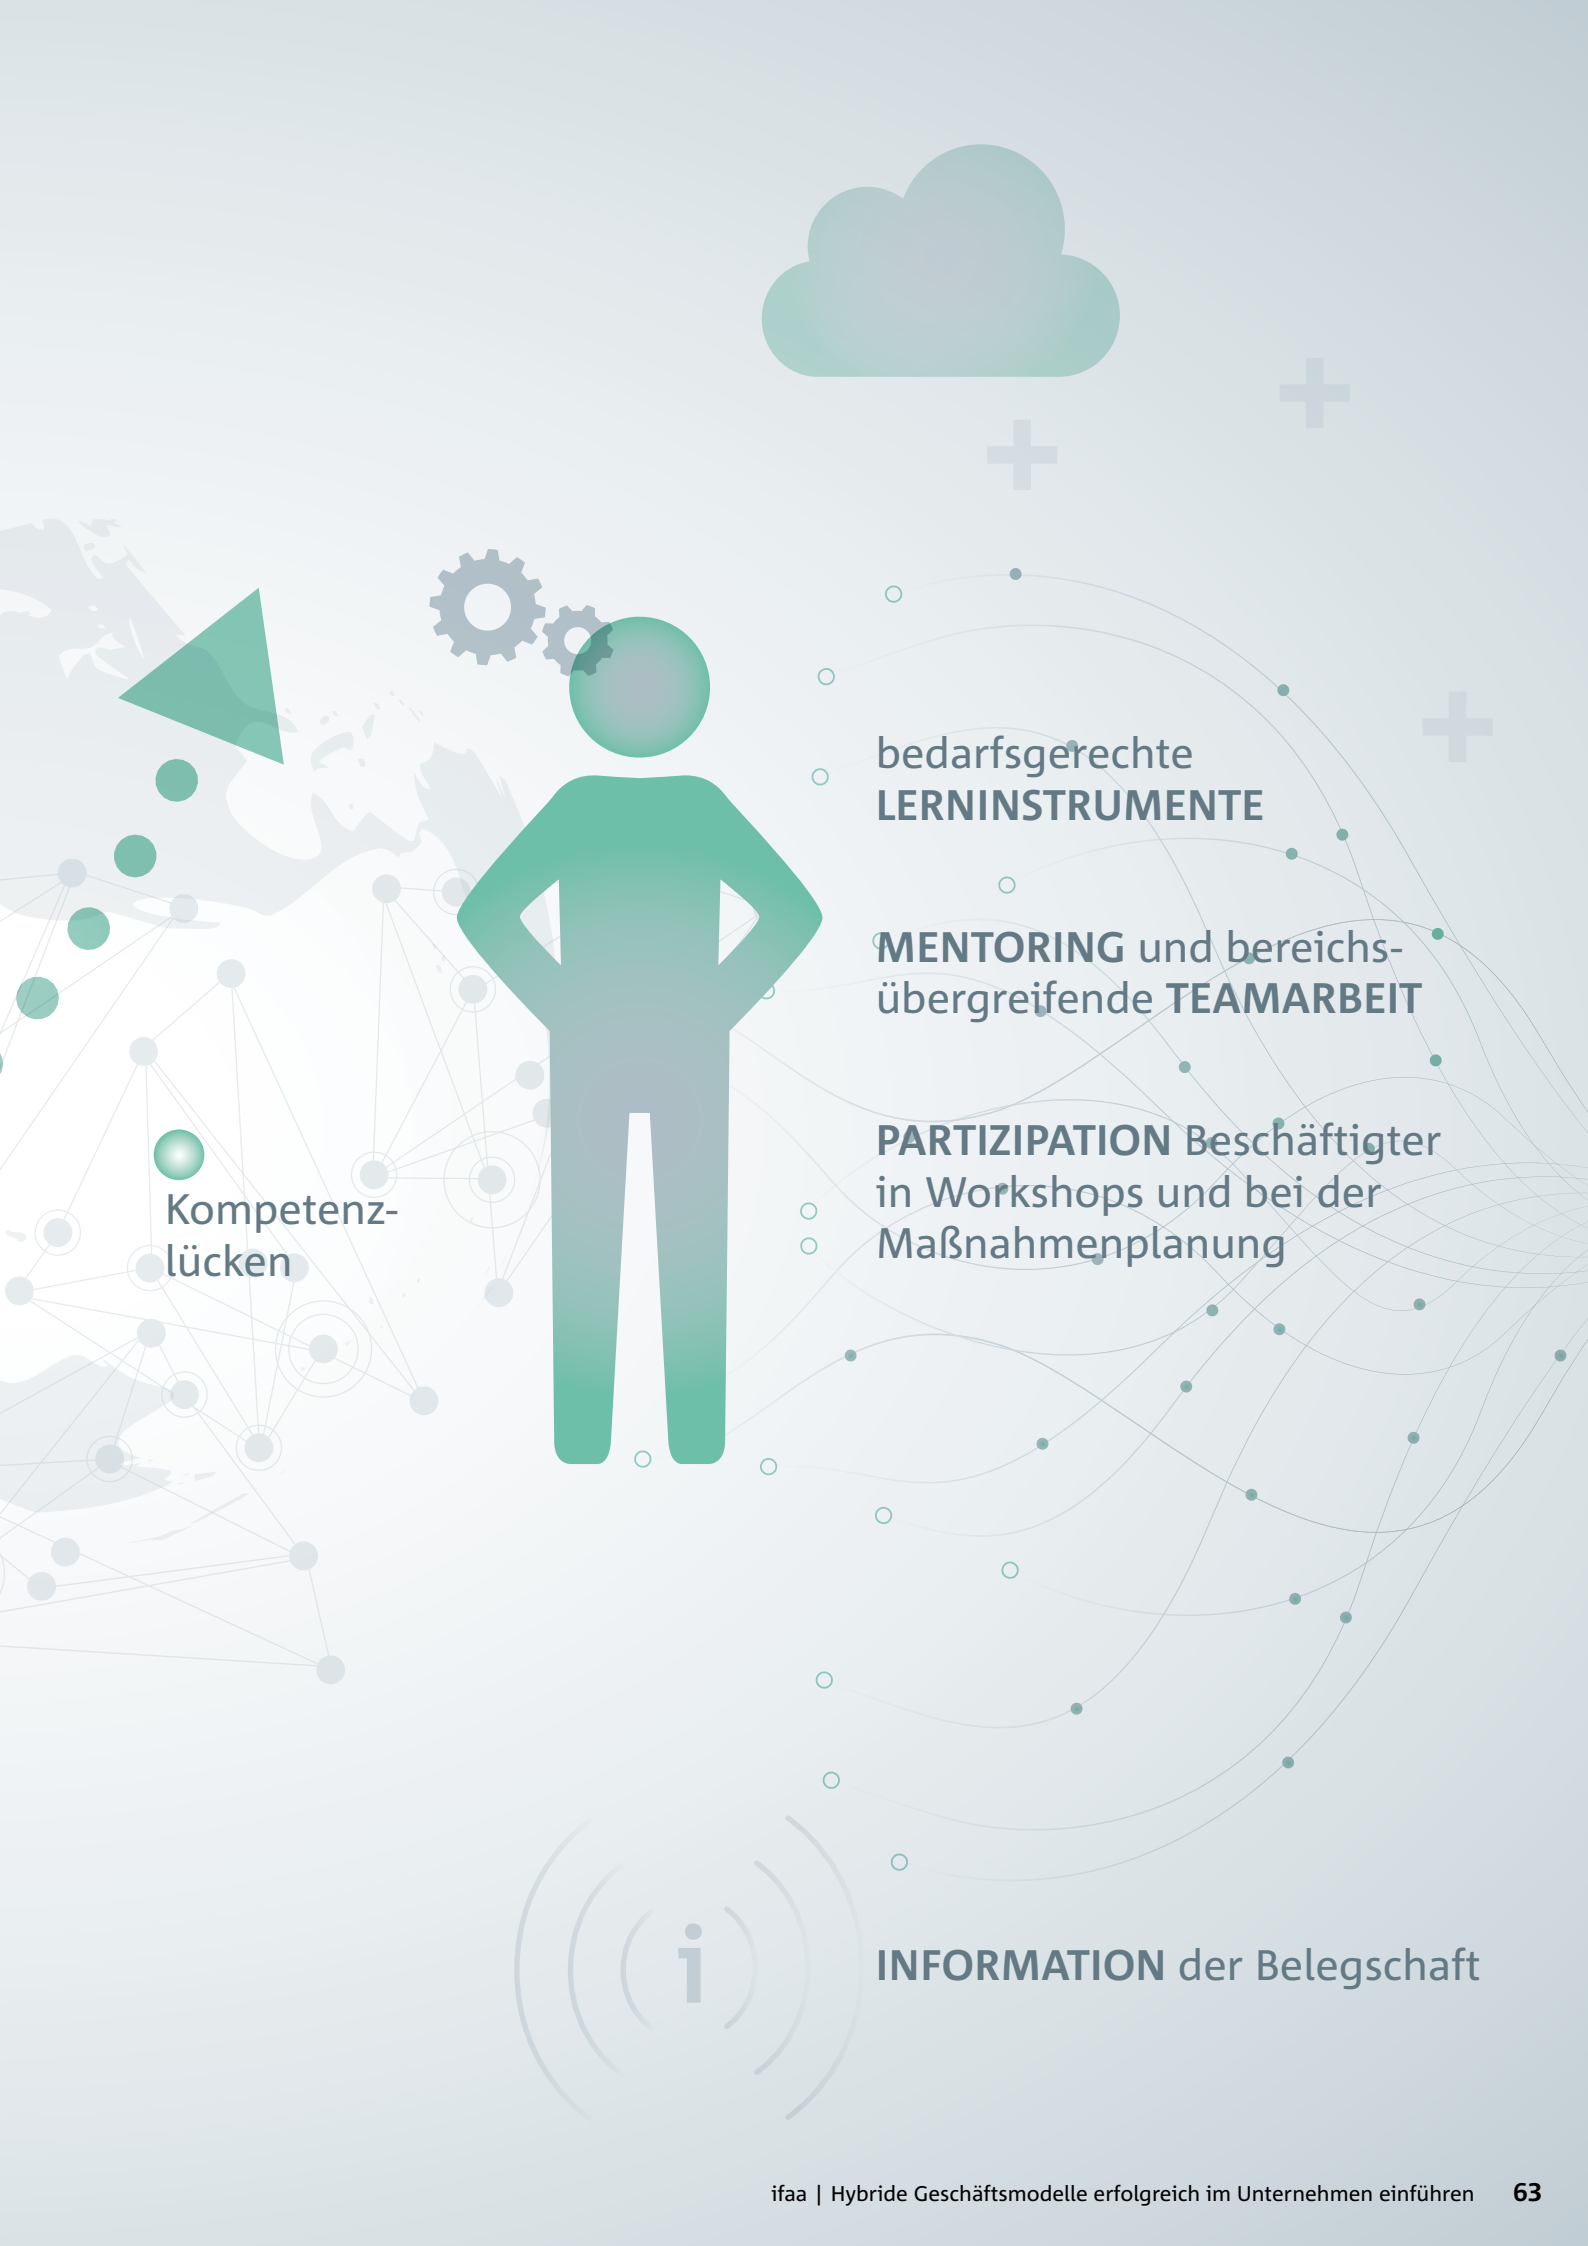 bedarfsgerechte
LERNINSTRUMENTE
MENTORING und bereichs-
übergreifende TEAMARBEIT
PARTIZIPATION Beschäftigter
in Workshops und bei der
Maßnahmenplanung
Kompetenz-
lücken
i
INFORMATION der Belegschaft
ifaa | Hybride Geschäftsmodelle erfolgreich im Unternehmen einführen 63